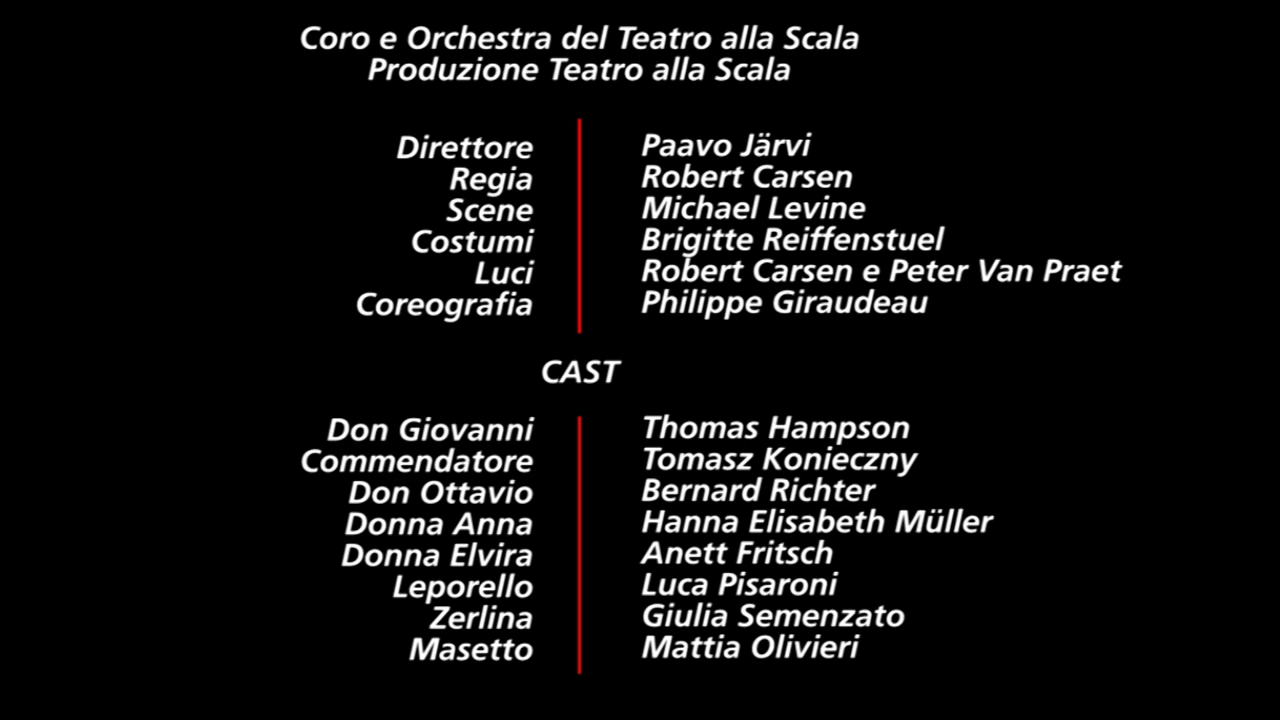 Coro e Orchestra del Teatro alla Scala
Produzione Teatro alla Scala
Direttore Paavo Järvi
Regia Robert Carsen
Scene Michael Levine
Costumi Brigitte Reiffenstuel
Luci Robert Carsen e Peter Van Praet
Coreografia Philippe Giraudeau
CAST
Don Giovanni Thomas Hampson
Commendatore Tomasz Konieczny
Don Ottavio Bernard Richter
Donna Anna Hanna Elisabeth Müller
Donna Elvira Anett Fritsch
Leporello Luca Pisaroni
Zerlina Giulia Semenzato
Masetto Mattia Olivieri